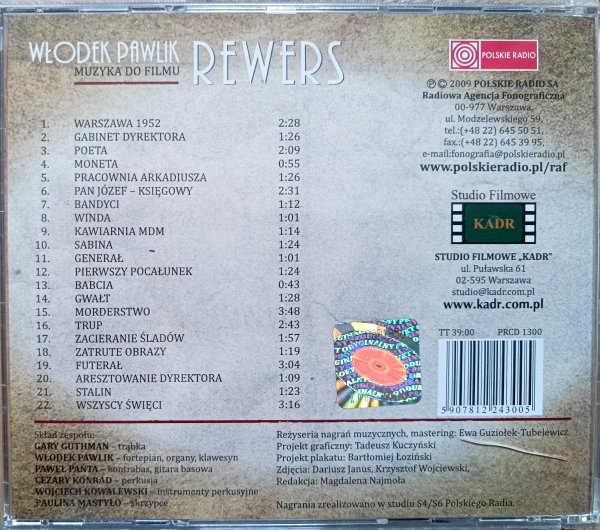 WŁODEK PAWLIK REWERS
MUZYKA DO FILMU
1. WARSZAWA 1952 2:28
2. GABINET DYREKTORA 1:26
3. POETA 2:09
4. MONETA 0:55
5. PRACOWNIA ARKADIUSZA 1:26
6. PAN JÓZEF – KSIĘGOWY 2:31
7. BANDYCI 1:12
8. WINDA 1:01
9. KAWIARNIA MDM 1:14
10. SABINA 1:24
11. GENERAŁ 1:01
12. PIERWSZY POCAŁUNEK 1:24
13. BABCIA 0:43
14. GWAŁT 1:28
15. MORDERSTWO 3:48
16. TRUP 2:43
17. ZACIERANIE ŚLADÓW 1:57
18. ZATRUTE OBRAZY 1:19
19. FUTERAŁ 3:04
20. ARESZTOWANIE DYREKTORA 1:09
21. STALIN 1:23
22. WSZYSCY ŚWIĘCI 3:16
POLSKIE RADIO
℗ © 2009 POLSKIE RADIO SA
Radiowa Agencja Fonograficzna
00-977 Warszawa,
ul. Modzelewskiego 59,
tel.:(+48 22) 645 50 51,
fax.:(+48 22) 645 39 95,
e-mail:fonografia@polskieradio.pl
www.polskieradio.pl/raf
Studio Filmowe
KADR
STUDIO FILMOWE „KADR”
ul. Puławska 61
02-595 Warszawa
studio@kadr.com.pl
www.kadr.com.pl
TT 39:00 PRCD 1300
5 907812 243005
ORYGINALNY
Skład zespołu:
GARY GUTHMAN – trąbka
WŁODEK PAWLIK – fortepian, organy, klawesyn
PAWEŁ PAŃTA – kontrabas, gitara basowa
CEZARY KONRAD – perkusja
WOJCIECH KOWALEWSKI – instrumenty perkusyjne
PAULINA MASTYŁO – skrzypce
Reżyseria nagrań muzycznych, mastering: Ewa Guziołek-Tubelewicz
Projekt graficzny: Tadeusz Kuczyński
Projekt plakatu: Bartłomiej Łoziński
Zdjęcia: Dariusz Janus, Krzysztof Wojciewski,
Redakcja: Magdalena Najmoła
Nagrania zrealizowano w studiu S4/S6 Polskiego Radia.